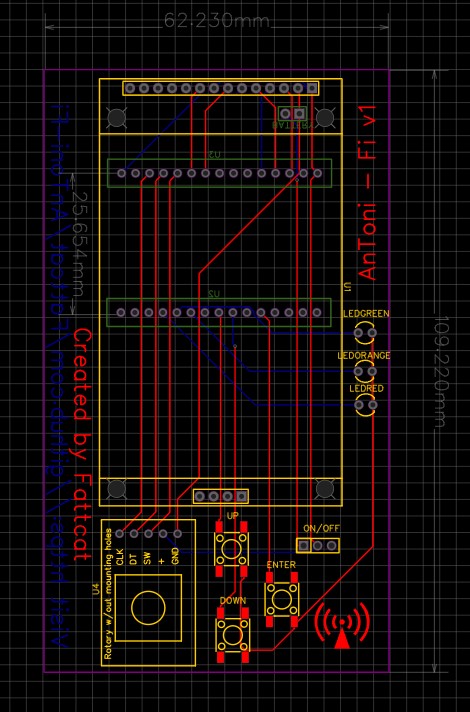 62.230mm
BATTERY
U3
AnToni - Fi v1
25.654mm
U2
U1
LEDGREEN
109.220mm
LEDORANGE
Created by Fattcat
LEDRED
UP
ON/OFF
CLK
DT
SW
+
GND
ENTER
U4
Rotary w/out mounting holes
DOWN